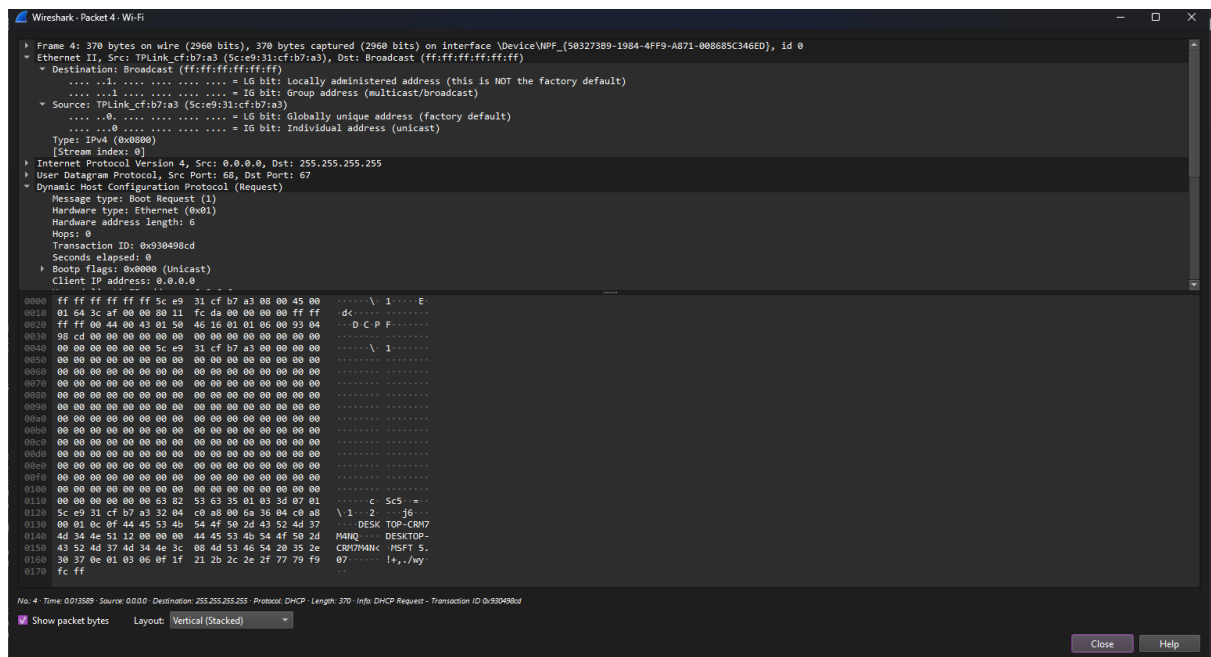 Wireshark · Packet 4 · Wi-Fi
Frame 4: 370 bytes on wire (2960 bits), 370 bytes captured (2960 bits) on interface \Device\NPF_{503273B9-1984-4FF9-A871-008685C346ED}, id 0
Ethernet II, Src: TPLink_cf:b7:a3 (5c:e9:31:cf:b7:a3), Dst: Broadcast (ff:ff:ff:ff:ff:ff)
Destination: Broadcast (ff:ff:ff:ff:ff:ff)
.... ..1. .... .... .... .... = LG bit: Locally administered address (this is NOT the factory default)
.... ...1 .... .... .... .... = IG bit: Group address (multicast/broadcast)
Source: TPLink_cf:b7:a3 (5c:e9:31:cf:b7:a3)
.... ..0. .... .... .... .... = LG bit: Globally unique address (factory default)
.... ...0 .... .... .... .... = IG bit: Individual address (unicast)
Type: IPv4 (0x0800)
[Stream index: 0]
Internet Protocol Version 4, Src: 0.0.0.0, Dst: 255.255.255.255
User Datagram Protocol, Src Port: 68, Dst Port: 67
Dynamic Host Configuration Protocol (Request)
Message type: Boot Request (1)
Hardware type: Ethernet (0x01)
Hardware address length: 6
Hops: 0
Transaction ID: 0x930498cd
Seconds elapsed: 0
Bootp flags: 0x0000 (Unicast)
Client IP address: 0.0.0.0
0000 ff ff ff ff ff ff 5c e9 31 cf b7 a3 08 00 45 00 ······\· 1·····E·
0010 01 64 3c af 00 00 80 11 fc da 00 00 00 00 ff ff ·d<····· ········
0020 ff ff 00 44 00 43 01 50 46 16 01 01 06 00 93 04 ···D·C·P F·······
0030 98 cd 00 00 00 00 00 00 00 00 00 00 00 00 00 00 ········ ········
0040 00 00 00 00 00 00 5c e9 31 cf b7 a3 00 00 00 00 ······\· 1·······
0050 00 00 00 00 00 00 00 00 00 00 00 00 00 00 00 00 ········ ········
0060 00 00 00 00 00 00 00 00 00 00 00 00 00 00 00 00 ········ ········
0070 00 00 00 00 00 00 00 00 00 00 00 00 00 00 00 00 ········ ········
0080 00 00 00 00 00 00 00 00 00 00 00 00 00 00 00 00 ········ ········
0090 00 00 00 00 00 00 00 00 00 00 00 00 00 00 00 00 ········ ········
00a0 00 00 00 00 00 00 00 00 00 00 00 00 00 00 00 00 ········ ········
00b0 00 00 00 00 00 00 00 00 00 00 00 00 00 00 00 00 ········ ········
00c0 00 00 00 00 00 00 00 00 00 00 00 00 00 00 00 00 ········ ········
00d0 00 00 00 00 00 00 00 00 00 00 00 00 00 00 00 00 ········ ········
00e0 00 00 00 00 00 00 00 00 00 00 00 00 00 00 00 00 ········ ········
00f0 00 00 00 00 00 00 00 00 00 00 00 00 00 00 00 00 ········ ········
0100 00 00 00 00 00 00 00 00 00 00 00 00 00 00 00 00 ········ ········
0110 00 00 00 00 00 00 63 82 53 63 35 01 03 3d 07 01 ······c· Sc5··=··
0120 5c e9 31 cf b7 a3 32 04 c0 a8 00 6a 36 04 c0 a8 \·1···2· ···j6···
0130 00 01 0c 0f 44 45 53 4b 54 4f 50 2d 43 52 4d 37 ····DESK TOP-CRM7
0140 4d 34 4e 51 12 00 00 00 44 45 53 4b 54 4f 50 2d M4NQ···· DESKTOP-
0150 43 52 4d 37 4d 34 4e 3c 08 4d 53 46 54 20 35 2e CRM7M4N< ·MSFT 5.
0160 30 37 0e 01 03 06 0f 1f 21 2b 2c 2e 2f 77 79 f9 07······ !+,./wy·
0170 fc ff ··
No.: 4 · Time: 0.013589 · Source: 0.0.0.0 · Destination: 255.255.255.255 · Protocol: DHCP · Length: 370 · Info: DHCP Request - Transaction ID 0x930498cd
Show packet bytes Layout: Vertical (Stacked)
Close Help